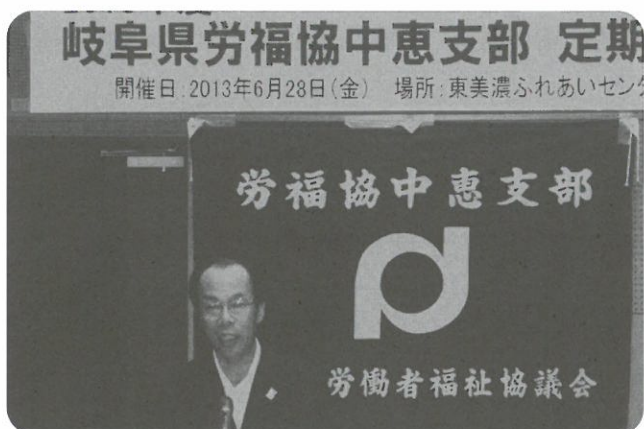 岐阜県労福協中恵支部 定期
開催日:2013年6月28日(金) 場所:東美濃ふれあいセンタ
労福協中恵支部
労働者福祉協議会